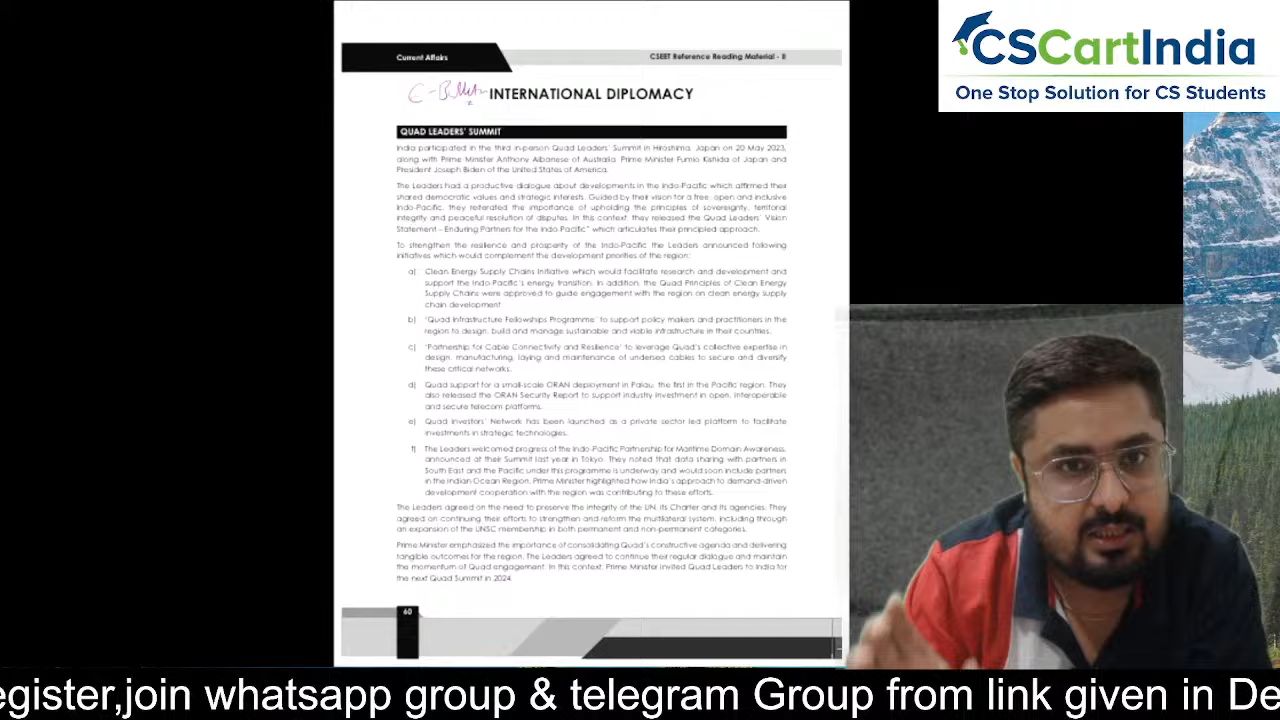 Current Affairs
CSEET Reference Reading Material - II
CSCartIndia
One Stop Solution for CS Students
INTERNATIONAL DIPLOMACY
QUAD LEADERS' SUMMIT
India participated in the third in-person Quad Leaders' Summit in Hiroshima, Japan on 20 May 2023,
along with Prime Minister Anthony Albanese of Australia, Prime Minister Fumio Kishida of Japan and
President Joseph Biden of the United States of America.
The Leaders had a productive dialogue about developments in the Indo-Pacific which affirmed their
shared democratic values and strategic interests. Guided by their vision for a free, open and inclusive
Indo-Pacific, they reiterated the importance of upholding the principles of sovereignty, territorial
integrity and peaceful resolution of disputes. In this context, they released the Quad Leaders' Vision
Statement – Enduring Partners for the Indo-Pacific" which articulates their principled approach.
To strengthen the resilience and prosperity of the Indo-Pacific the Leaders announced following
initiatives which would complement the development priorities of the region:
a) Clean Energy Supply Chains Initiative which would facilitate research and development and
support the Indo-Pacific's energy transition. In addition, the Quad Principles of Clean Energy
Supply Chains were approved to guide engagement with the region on clean energy supply
chain development.
b) 'Quad Infrastructure Fellowships Programme' to support policy makers and practitioners in the
region to design, build and manage sustainable and viable infrastructure in their countries.
c) 'Partnership for Cable Connectivity and Resilience' to leverage Quad's collective expertise in
design, manufacturing, laying and maintenance of undersea cables to secure and diversify
these critical networks.
d) Quad support for a small-scale ORAN deployment in Palau, the first in the Pacific region. They
also released the ORAN Security Report to support industry investment in open, interoperable
and secure telecom platforms.
e) Quad Investors' Network has been launched as a private sector led platform to facilitate
investments in strategic technologies.
f) The Leaders welcomed progress of the Indo-Pacific Partnership for Maritime Domain Awareness,
announced at their Summit last year in Tokyo. They noted that data sharing with partners in
South East and the Pacific under this programme is underway and would soon include partners
in the Indian Ocean Region. Prime Minister highlighted how India's approach to demand-driven
development cooperation with the region was contributing to these efforts.
The Leaders agreed on the need to preserve the integrity of the UN, its Charter and its agencies. They
agreed on continuing their efforts to strengthen and reform the multilateral system, including through
an expansion of the UNSC membership in both permanent and non-permanent categories.
Prime Minister emphasized the importance of consolidating Quad's constructive agenda and delivering
tangible outcomes for the region. The Leaders agreed to continue their regular dialogue and maintain
the momentum of Quad engagement. In this context, Prime Minister invited Quad Leaders to India for
the next Quad Summit in 2024.
60
egister,join whatsapp group & telegram Group from link given in De